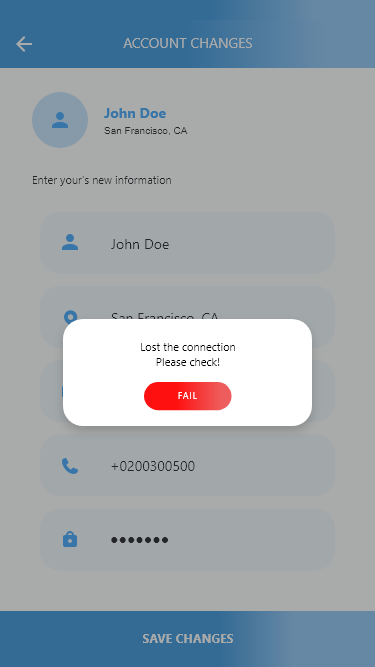 ACCOUNT CHANGES
John Doe
San Francisco, CA
Enter your's new information
John Doe
San Francisco, CA
Lost the connection
Please check!
FAIL
+0200300500
●●●●●●●
SAVE CHANGES